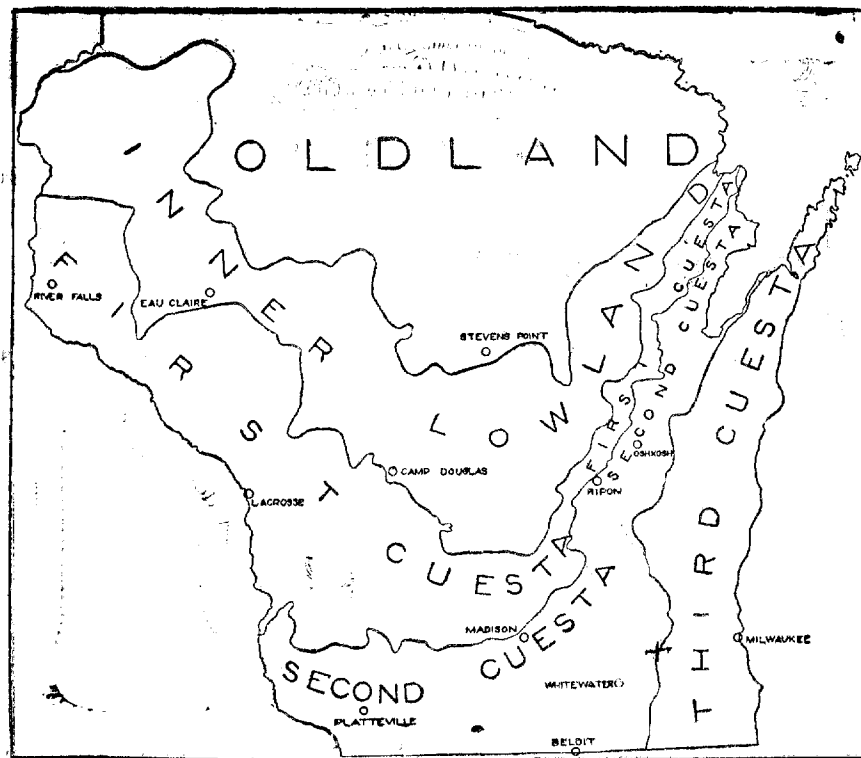 OLDLAND
INNER LOWLAND
FIRST CUESTA
FIRST CUESTA
SECOND CUESTA
RIVER FALLS
EAU CLAIRE
STEVENS POINT
CAMP DOUGLAS
OSHKOSH
RIPON
LACROSSE
THIRD CUESTA
MADISON
MILWAUKEE
SECOND CUESTA
WHITEWATER
PLATTEVILLE
BELOIT